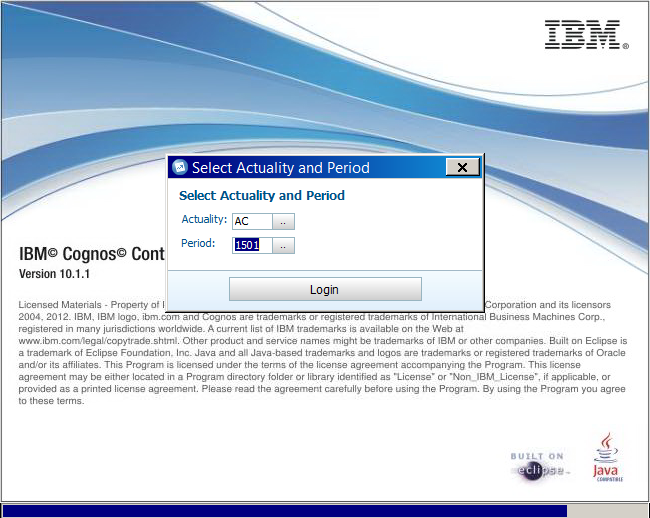 IBM®
Select Actuality and Period
Select Actuality and Period
Actuality: AC ..
Period: 1501 ..
Login
IBM© Cognos© Cont
Version 10.1.1
Licensed Materials - Property of Corporation and its licensors
2004, 2012. IBM, IBM logo, ibm.com and Cognos are trademarks or registered trademarks of International Business Machines Corp.,
registered in many jurisdictions worldwide. A current list of IBM trademarks is available on the Web at
www.ibm.com/legal/copytrade.shtml. Other product and service names might be trademarks of IBM or other companies. Built on Eclipse is
a trademark of Eclipse Foundation, Inc. Java and all Java-based trademarks and logos are trademarks or registered trademarks of Oracle
and/or its affiliates. This Program is licensed under the terms of the license agreement accompanying the Program. This license
agreement may be either located in a Program directory folder or library identified as "License" or "Non_IBM_License", if applicable, or
provided as a printed license agreement. Please read the agreement carefully before using the Program. By using the Program you agree
to these terms.
BUILT ON
eclipse™
Java
COMPATIBLE